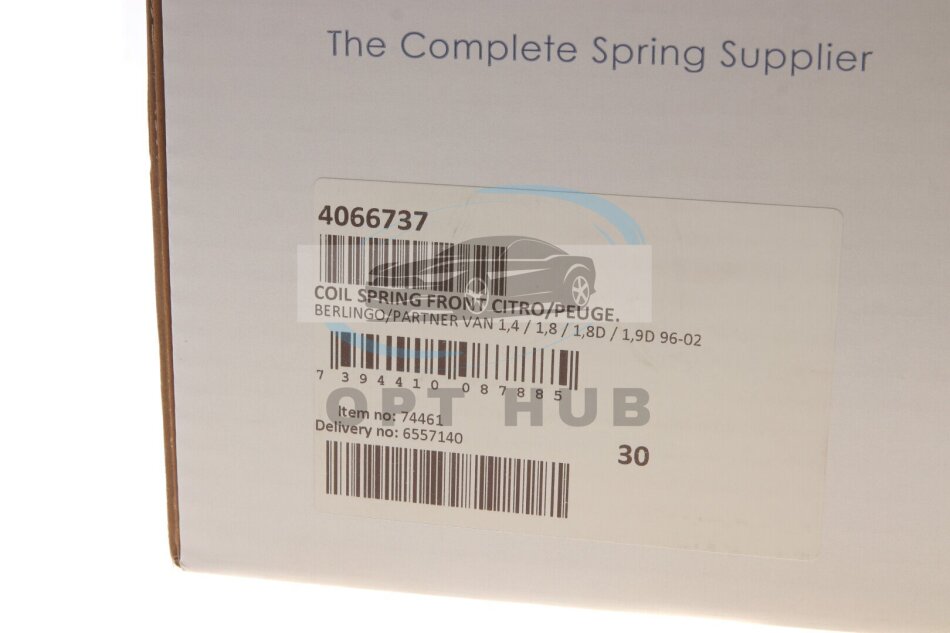 The Complete Spring Supplier
4066737
COIL SPRING FRONT CITRO/PEUGE.
BERLINGO/PARTNER VAN 1,4 / 1,8 / 1,8D / 1,9D 96-02
7 394410 087885
OPT HUB
Item no: 74461
Delivery no: 6557140
30